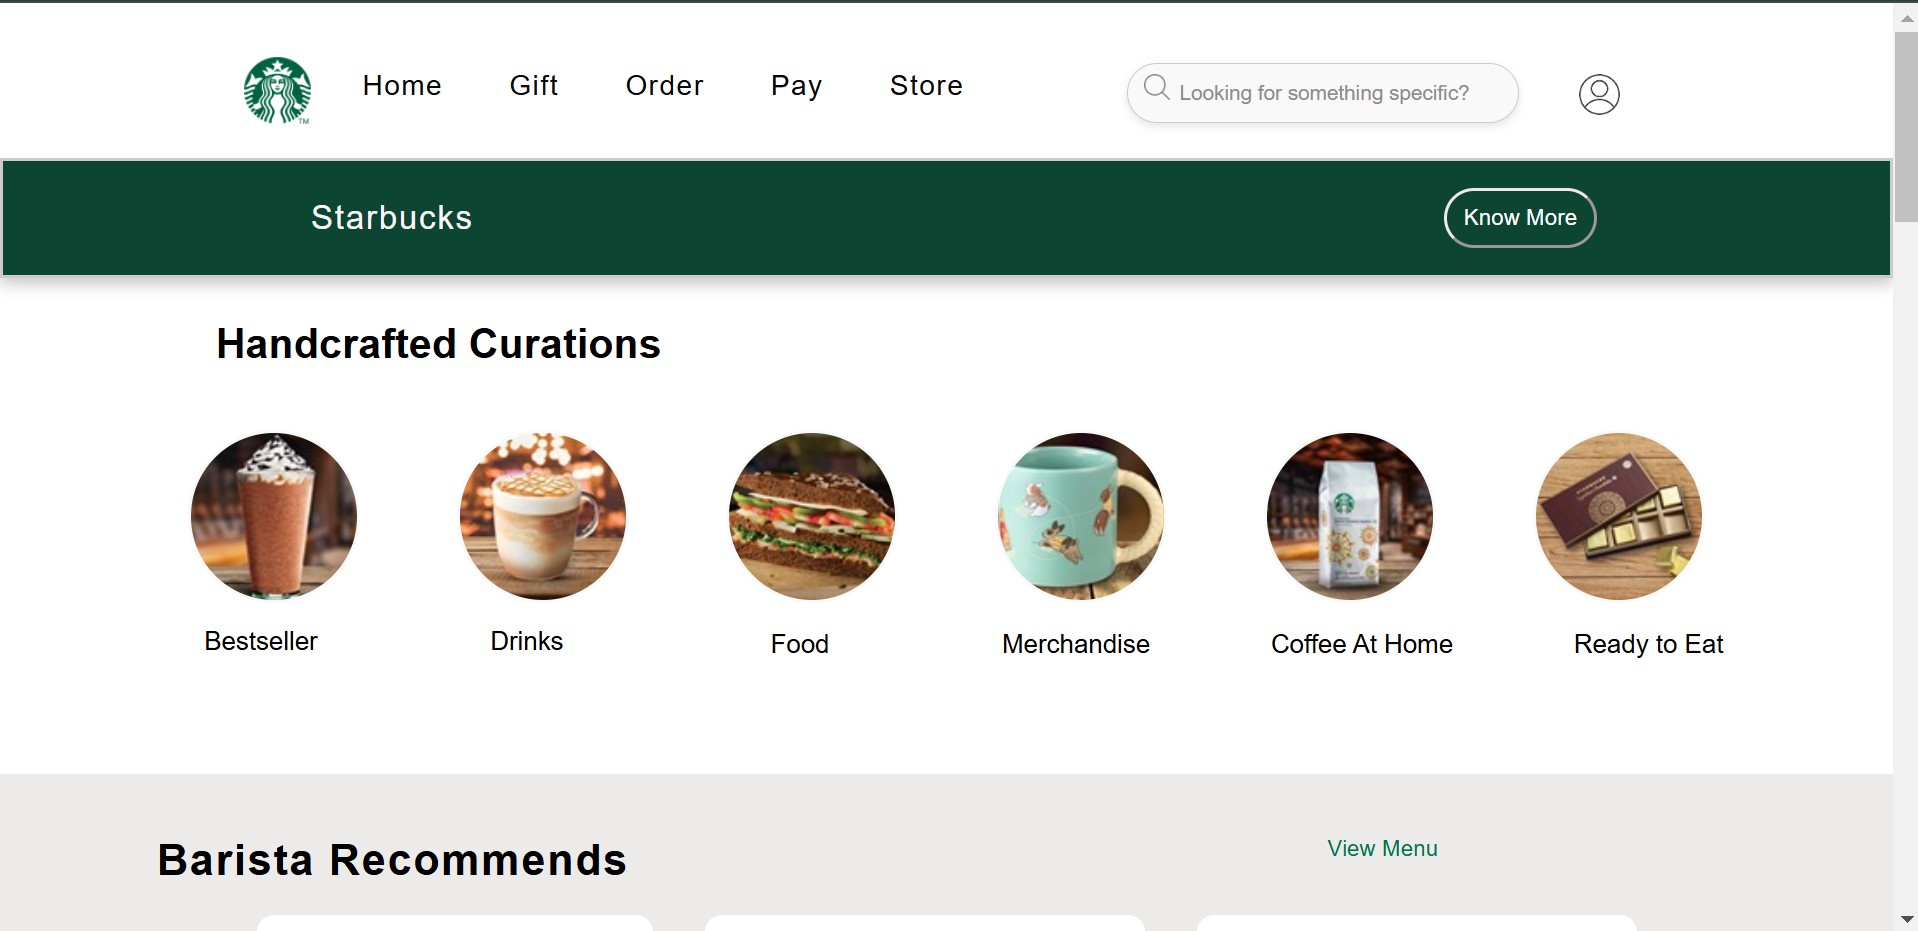 Home Gift Order Pay Store Looking for something specific?
TM
Starbucks Know More
Handcrafted Curations
Bestseller Drinks Food Merchandise Coffee At Home Ready to Eat
Barista Recommends View Menu